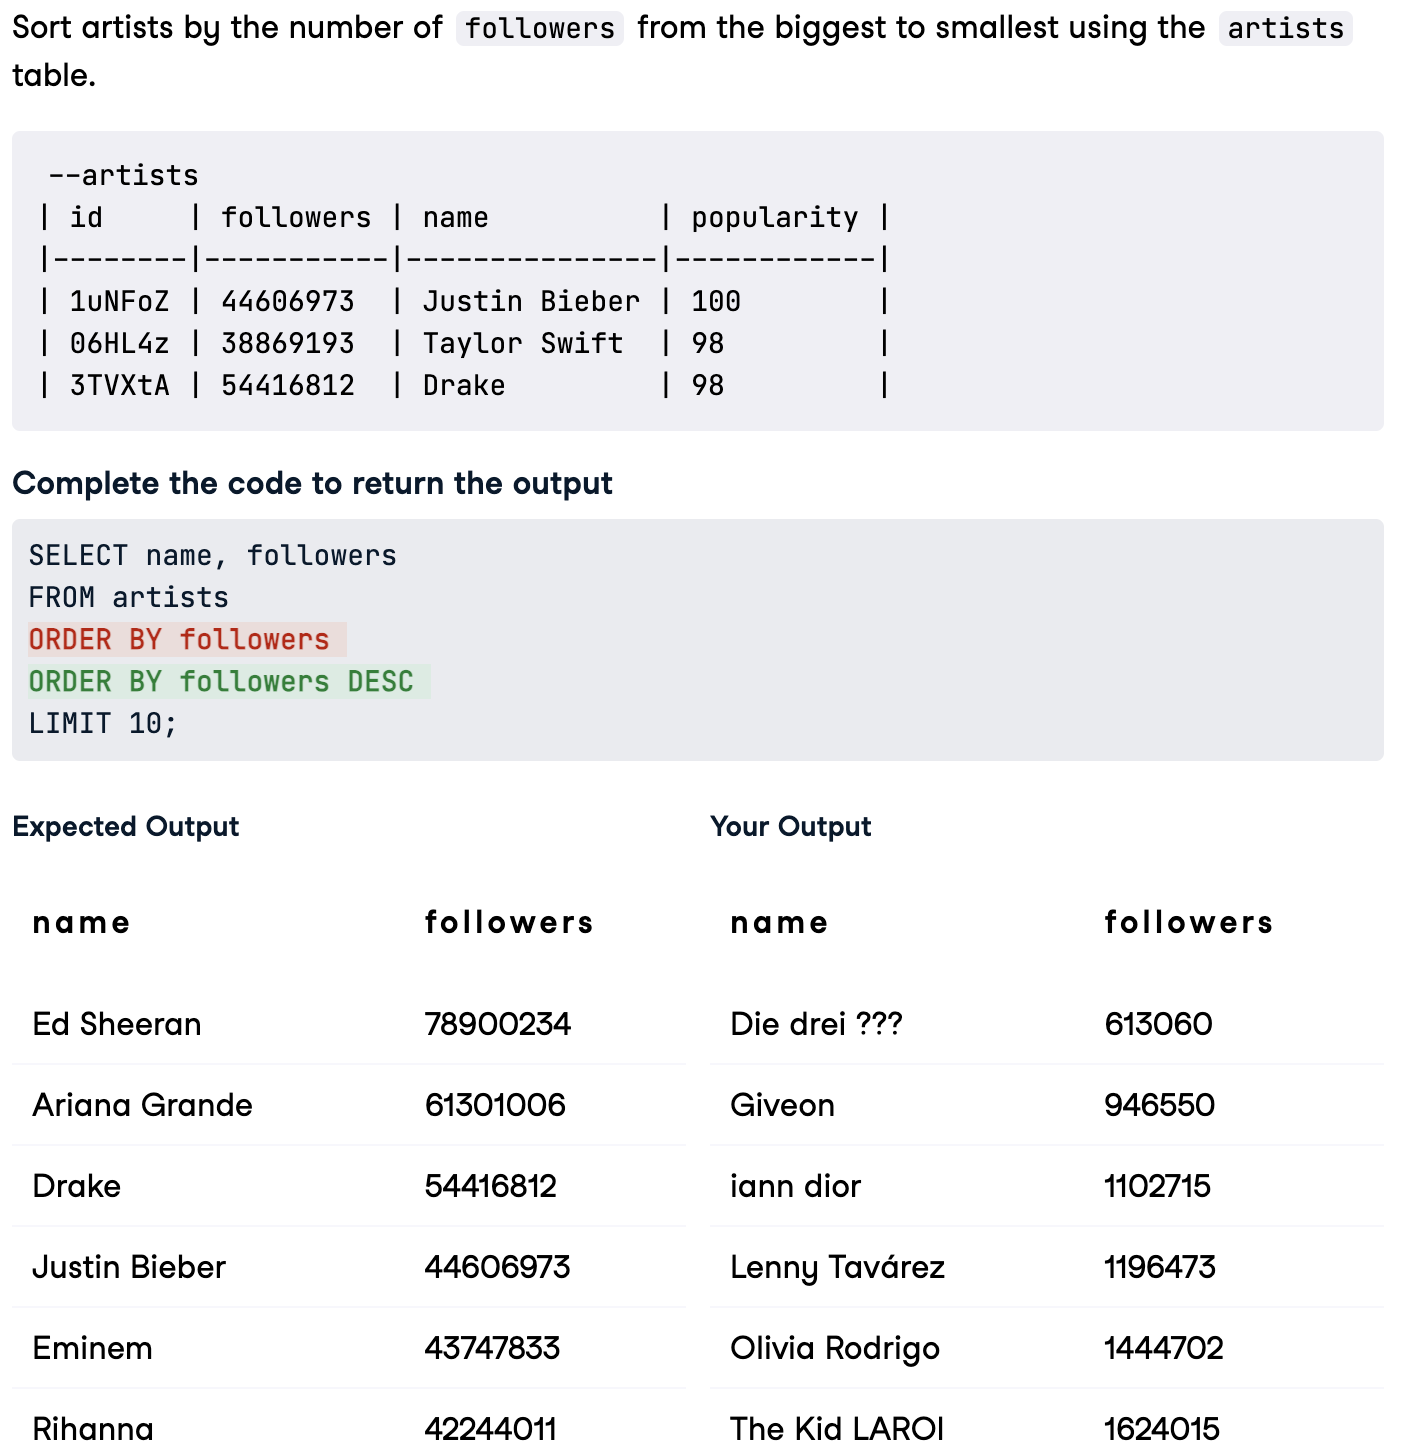 Sort artists by the number of followers from the biggest to smallest using the artists
table.
--artists
| id     | followers | name          | popularity |
|--------|-----------|---------------|------------|
| 1uNFoZ | 44606973  | Justin Bieber | 100        |
| 06HL4z | 38869193  | Taylor Swift  | 98         |
| 3TVXtA | 54416812  | Drake         | 98         |
Complete the code to return the output
SELECT name, followers
FROM artists
ORDER BY followers
ORDER BY followers DESC
LIMIT 10;
Expected Output
name followers
Ed Sheeran 78900234
Ariana Grande 61301006
Drake 54416812
Justin Bieber 44606973
Eminem 43747833
Rihanna 42244011
Your Output
name followers
Die drei ??? 613060
Giveon 946550
iann dior 1102715
Lenny Tavárez 1196473
Olivia Rodrigo 1444702
The Kid LAROI 1624015